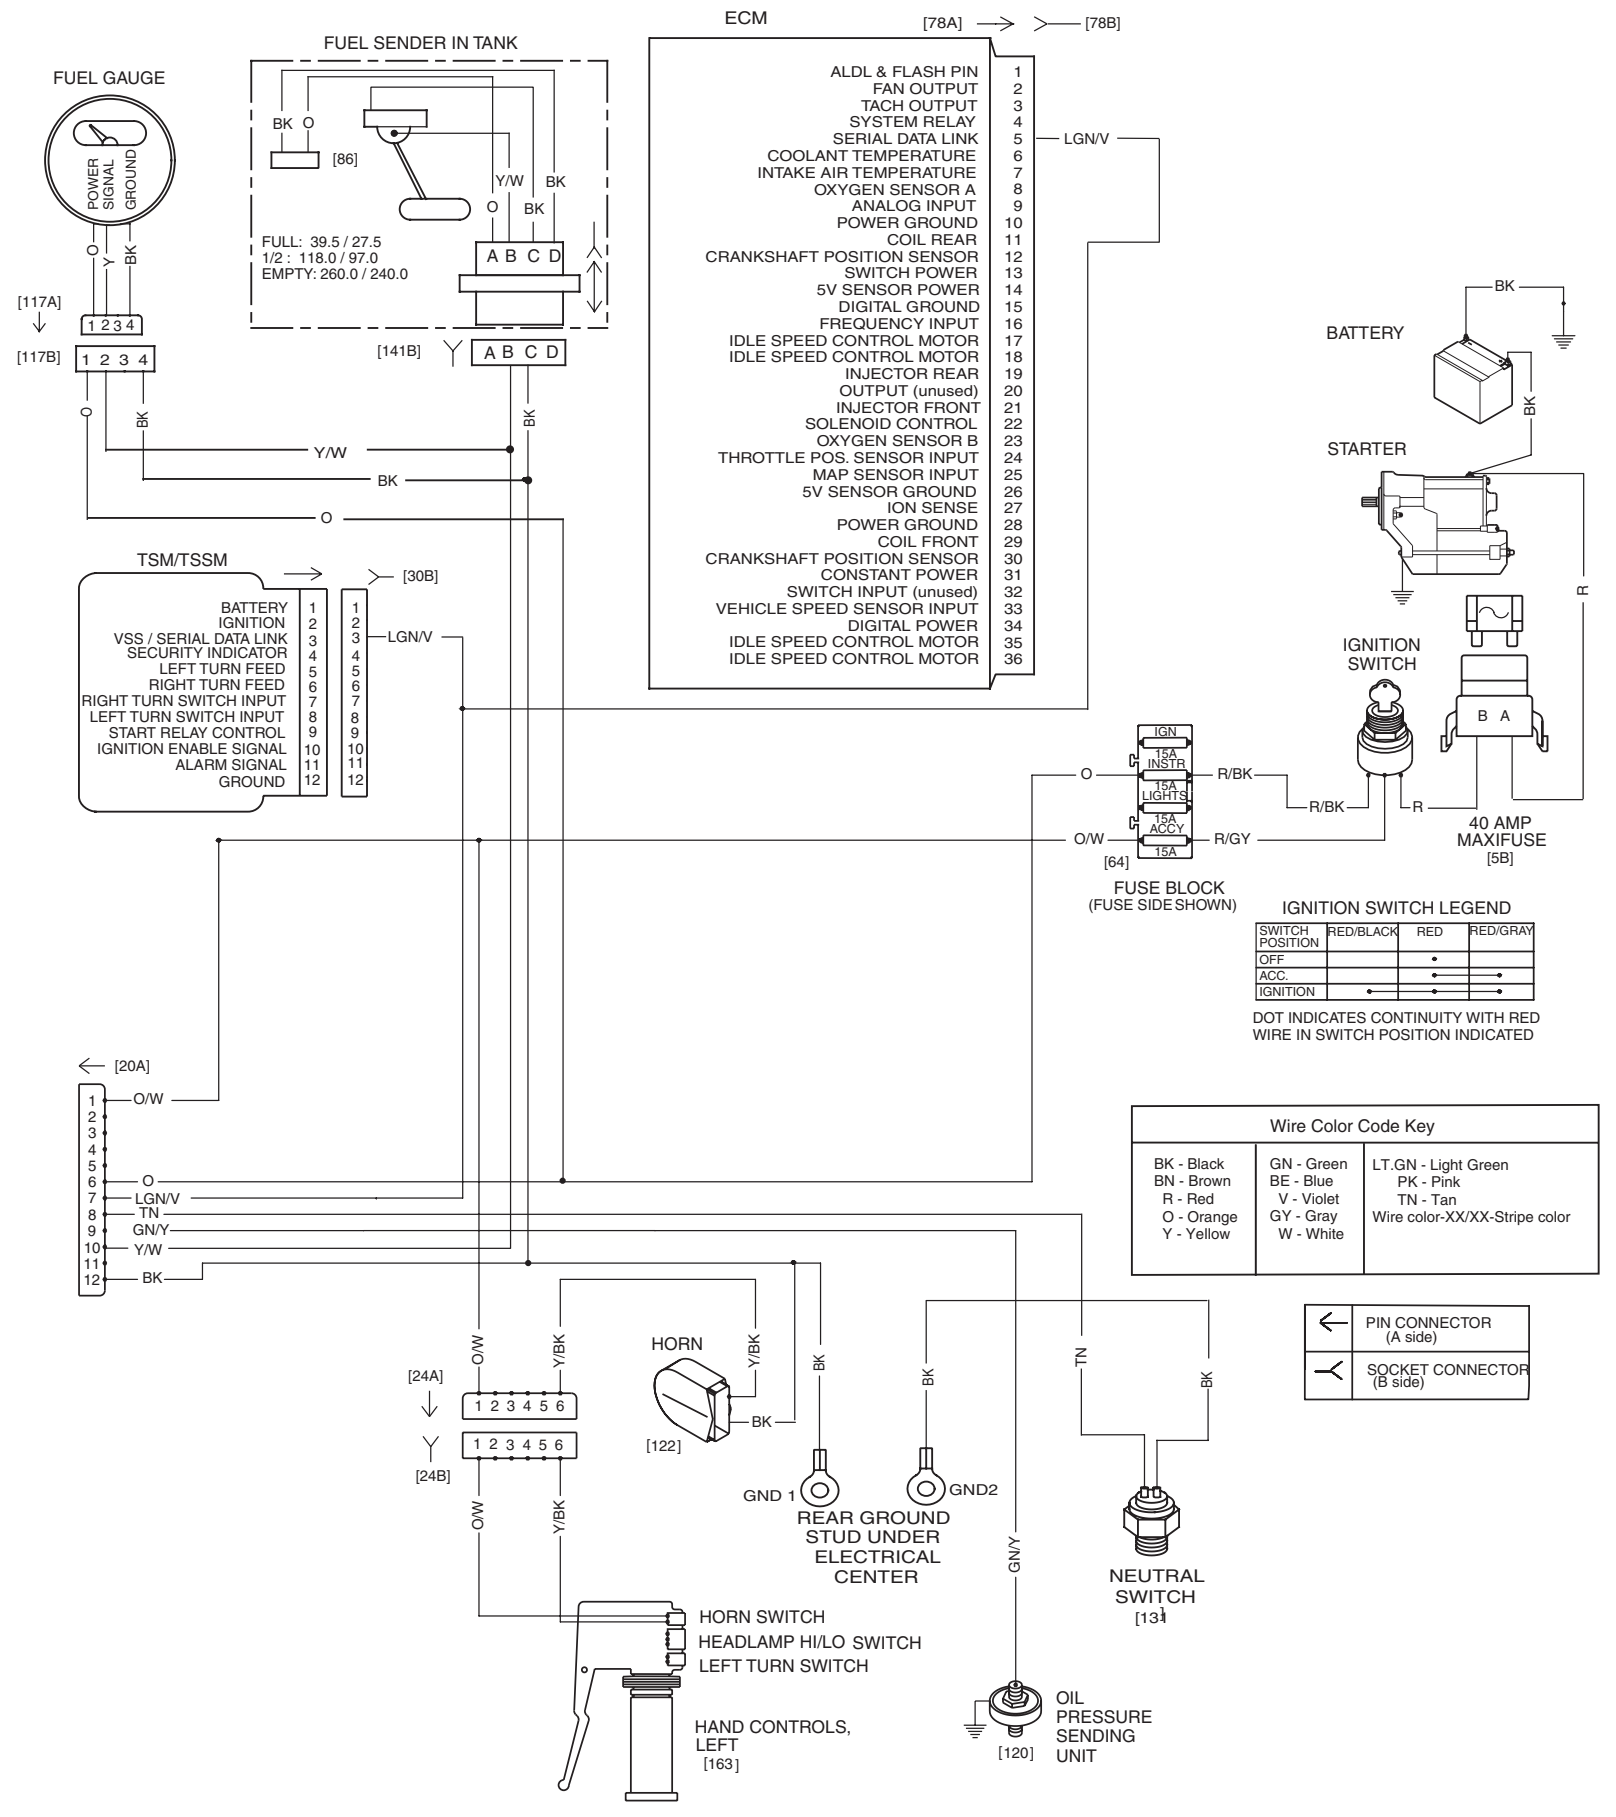 ECM
[78A]
[78B]
FUEL SENDER IN TANK
FUEL GAUGE
POWER
SIGNAL
GROUND
O
Y
BK
[117A]
1 2 3 4
[117B]
1 2 3 4
O
BK
BK O
[86]
Y/W
BK
O
BK
FULL: 39.5 / 27.5
1/2 : 118.0 / 97.0
EMPTY: 260.0 / 240.0
A B C D
[141B]
A B C D
BK
Y/W
BK
O
ALDL & FLASH PIN 1
FAN OUTPUT 2
TACH OUTPUT 3
SYSTEM RELAY 4
SERIAL DATA LINK 5 LGN/V
COOLANT TEMPERATURE 6
INTAKE AIR TEMPERATURE 7
OXYGEN SENSOR A 8
ANALOG INPUT 9
POWER GROUND 10
COIL REAR 11
CRANKSHAFT POSITION SENSOR 12
SWITCH POWER 13
5V SENSOR POWER 14
DIGITAL GROUND 15
FREQUENCY INPUT 16
IDLE SPEED CONTROL MOTOR 17
IDLE SPEED CONTROL MOTOR 18
INJECTOR REAR 19
OUTPUT (unused) 20
INJECTOR FRONT 21
SOLENOID CONTROL 22
OXYGEN SENSOR B 23
THROTTLE POS. SENSOR INPUT 24
MAP SENSOR INPUT 25
5V SENSOR GROUND 26
ION SENSE 27
POWER GROUND 28
COIL FRONT 29
CRANKSHAFT POSITION SENSOR 30
CONSTANT POWER 31
SWITCH INPUT (unused) 32
VEHICLE SPEED SENSOR INPUT 33
DIGITAL POWER 34
IDLE SPEED CONTROL MOTOR 35
IDLE SPEED CONTROL MOTOR 36
BK
BATTERY
BK
STARTER
R
IGNITION
SWITCH
B A
R/BK
R
40 AMP
MAXIFUSE
[5B]
TSM/TSSM
[30B]
BATTERY 1 1
IGNITION 2 2
VSS / SERIAL DATA LINK 3 3 LGN/V
SECURITY INDICATOR 4 4
LEFT TURN FEED 5 5
RIGHT TURN FEED 6 6
RIGHT TURN SWITCH INPUT 7 7
LEFT TURN SWITCH INPUT 8 8
START RELAY CONTROL 9 9
IGNITION ENABLE SIGNAL 10 10
ALARM SIGNAL 11 11
GROUND 12 12
IGN
15A
O INSTR R/BK
15A
LIGHTS
15A
O/W ACCY R/GY
15A
[64]
FUSE BLOCK
(FUSE SIDE SHOWN)
IGNITION SWITCH LEGEND
SWITCH
POSITION RED/BLACK RED RED/GRAY
OFF
ACC.
IGNITION
DOT INDICATES CONTINUITY WITH RED
WIRE IN SWITCH POSITION INDICATED
[20A]
1 O/W
2
3
4
5
6 O
7 LGN/V
8 TN
9 GN/Y
10 Y/W
11
12 BK
Wire Color Code Key
BK - Black
BN - Brown
R - Red
O - Orange
Y - Yellow
GN - Green
BE - Blue
V - Violet
GY - Gray
W - White
LT.GN - Light Green
PK - Pink
TN - Tan
Wire color-XX/XX-Stripe color
PIN CONNECTOR
(A side)
SOCKET CONNECTOR
(B side)
O/W
Y/BK
HORN
Y/BK
BK
[122]
BK
BK
TN
BK
[24A]
1 2 3 4 5 6
1 2 3 4 5 6
[24B]
O/W
Y/BK
GND 1
GND2
REAR GROUND
STUD UNDER
ELECTRICAL
CENTER
GN/Y
NEUTRAL
SWITCH
[131]
HORN SWITCH
HEADLAMP HI/LO SWITCH
LEFT TURN SWITCH
HAND CONTROLS,
LEFT
[163]
OIL
PRESSURE
SENDING
UNIT
[120]